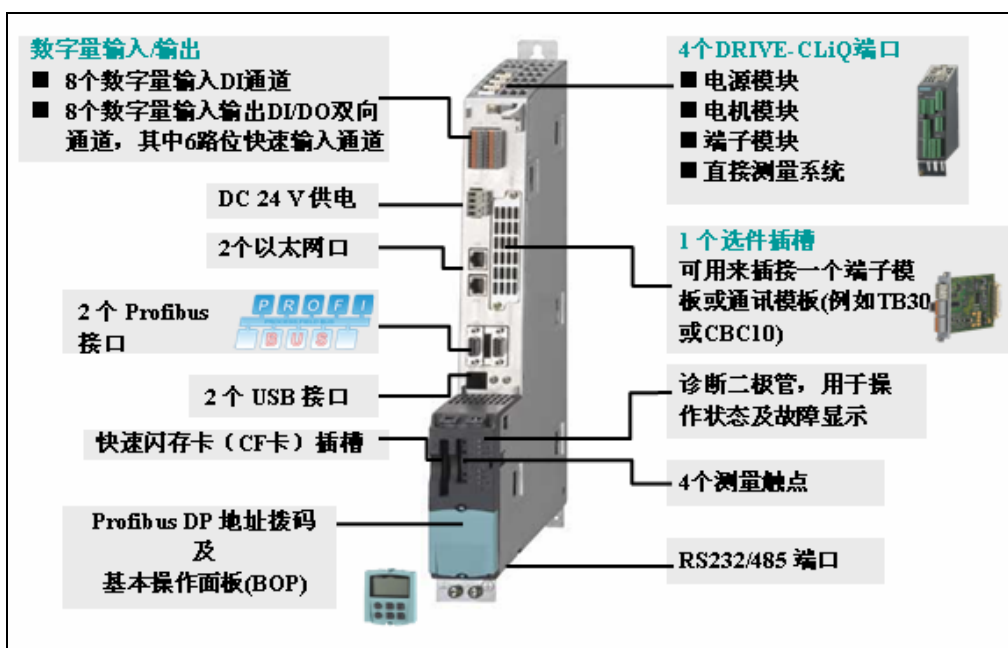 数字量输入/输出
■ 8个数字量输入DI通道
■ 8个数字量输入输出DI/DO双向
通道，其中6路位快速输入通道
DC 24 V 供电
2个以太网口
2 个 Profibus
接口
PROFI
BUS
2 个 USB 接口
快速闪存卡（CF卡）插槽
Profibus DP 地址拨码
及
基本操作面板(BOP)
4个DRIVE-CLiQ端口
■ 电源模块
■ 电机模块
■ 端子模块
■ 直接测量系统
1 个选件插槽
可用来插接一个端子模
板或通讯模板(例如TB30
或CBC10)
诊断二极管，用于操
作状态及故障显示
4个测量触点
RS232/485 端口